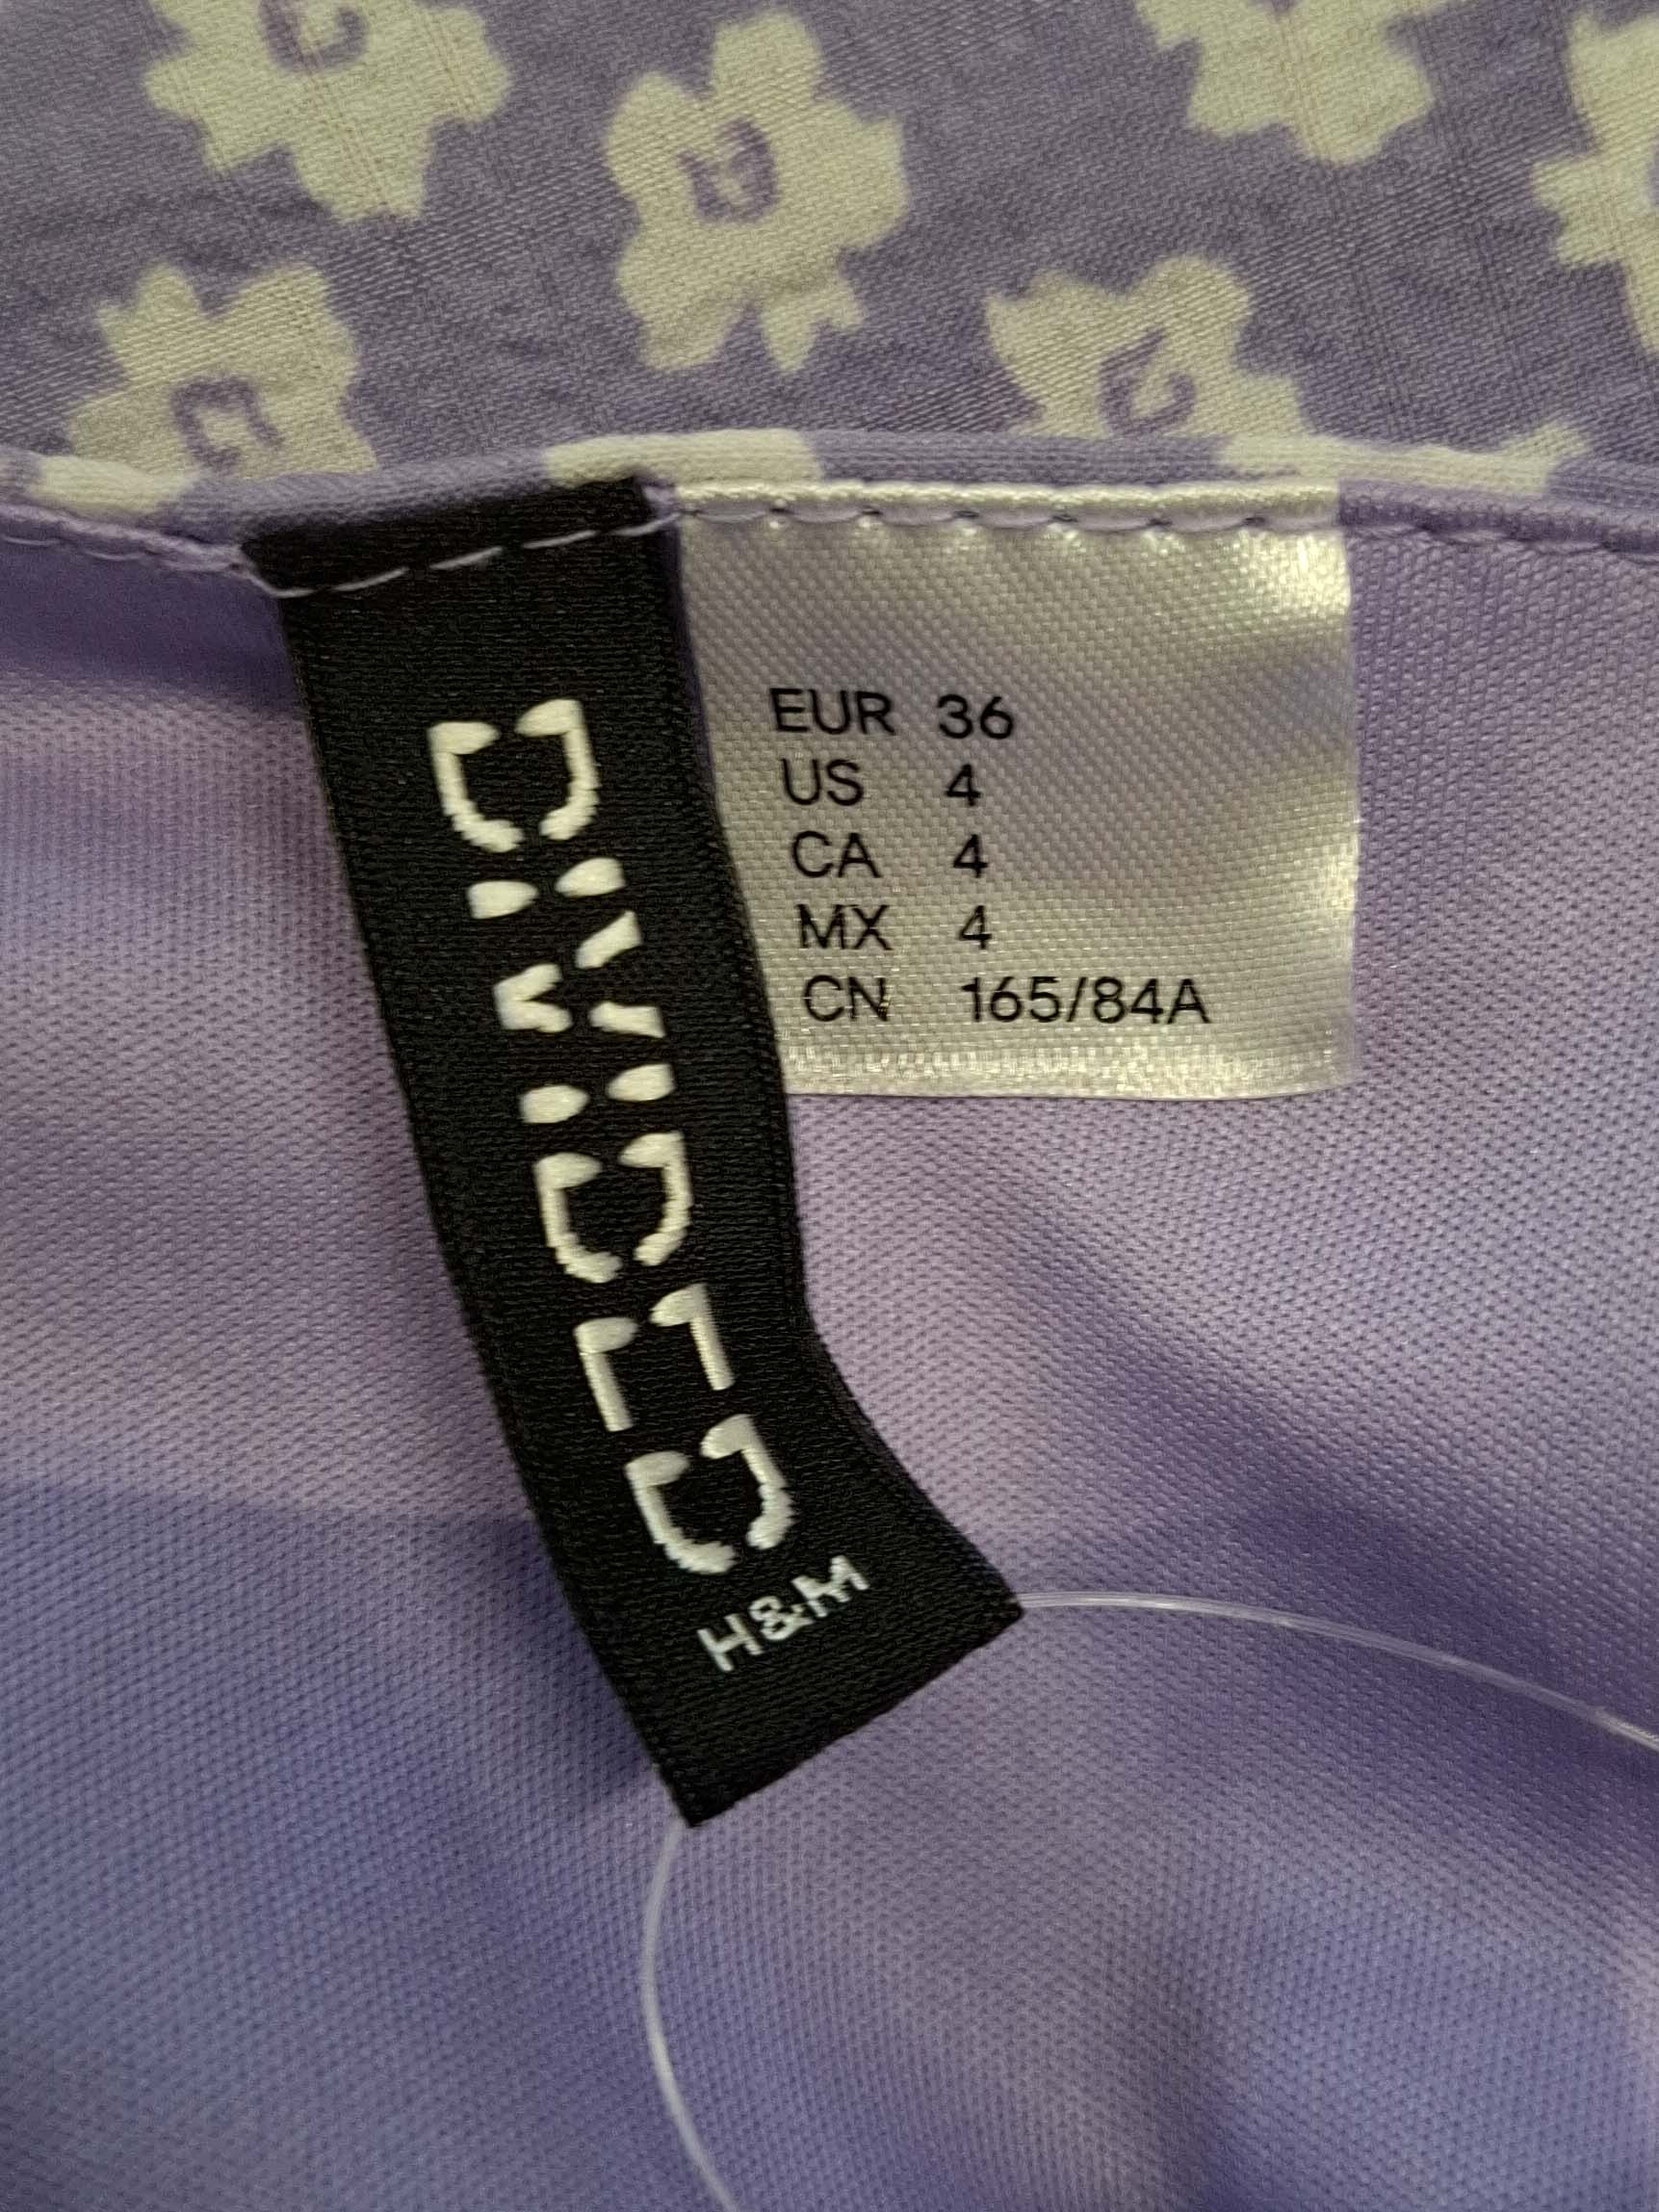 DIVIDED
H&M
EUR 36
US 4
CA 4
MX 4
CN 165/84A